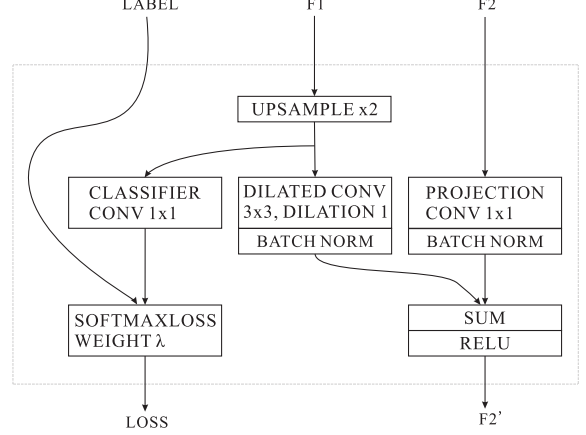 LABEL
F1
F2
UPSAMPLE x2
CLASSIFIER
CONV 1x1
DILATED CONV
3x3, DILATION 1
BATCH NORM
PROJECTION
CONV 1x1
BATCH NORM
SOFTMAXLOSS
WEIGHT λ
SUM
RELU
LOSS
F2'